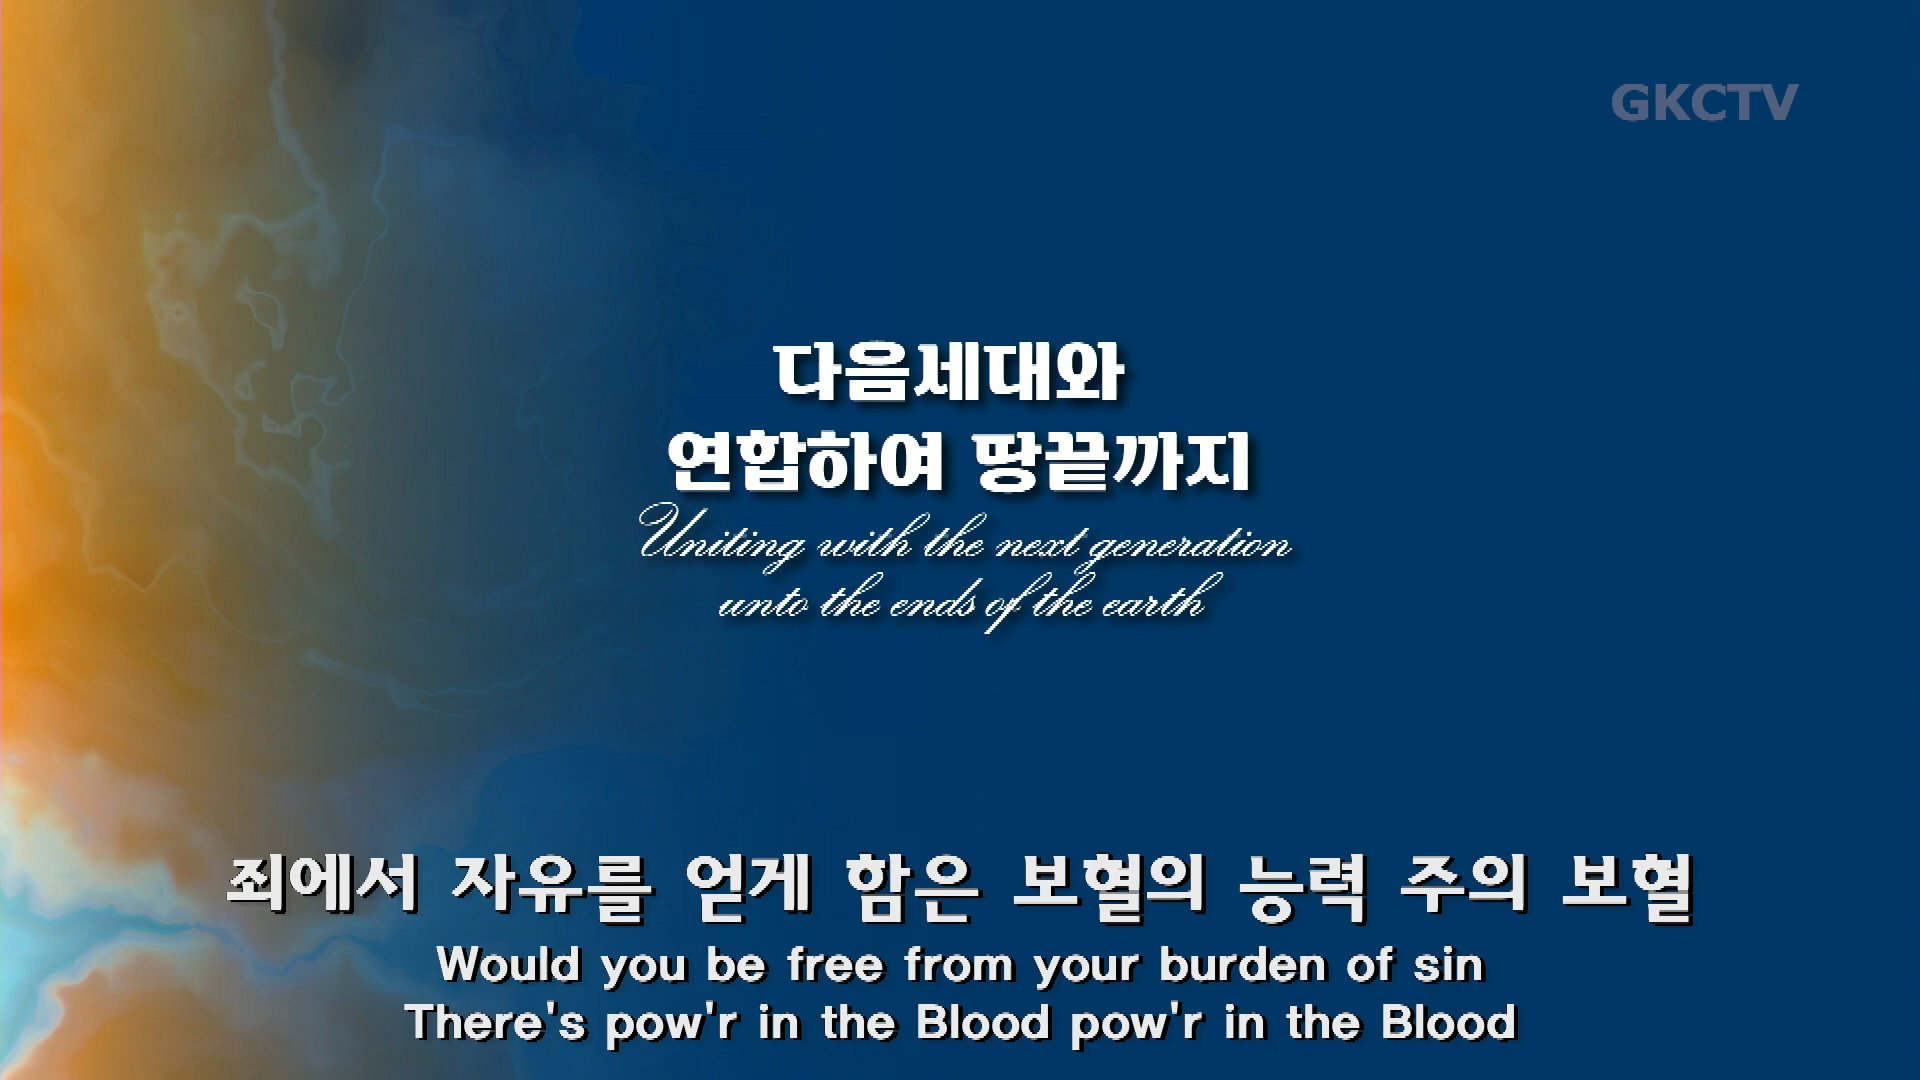 GKCTV
다음세대와
연합하여 땅끝까지
Uniting with the next generation
unto the ends of the earth
죄에서 자유를 얻게 함은 보혈의 능력 주의 보혈
Would you be free from your burden of sin
There's pow'r in the Blood pow'r in the Blood